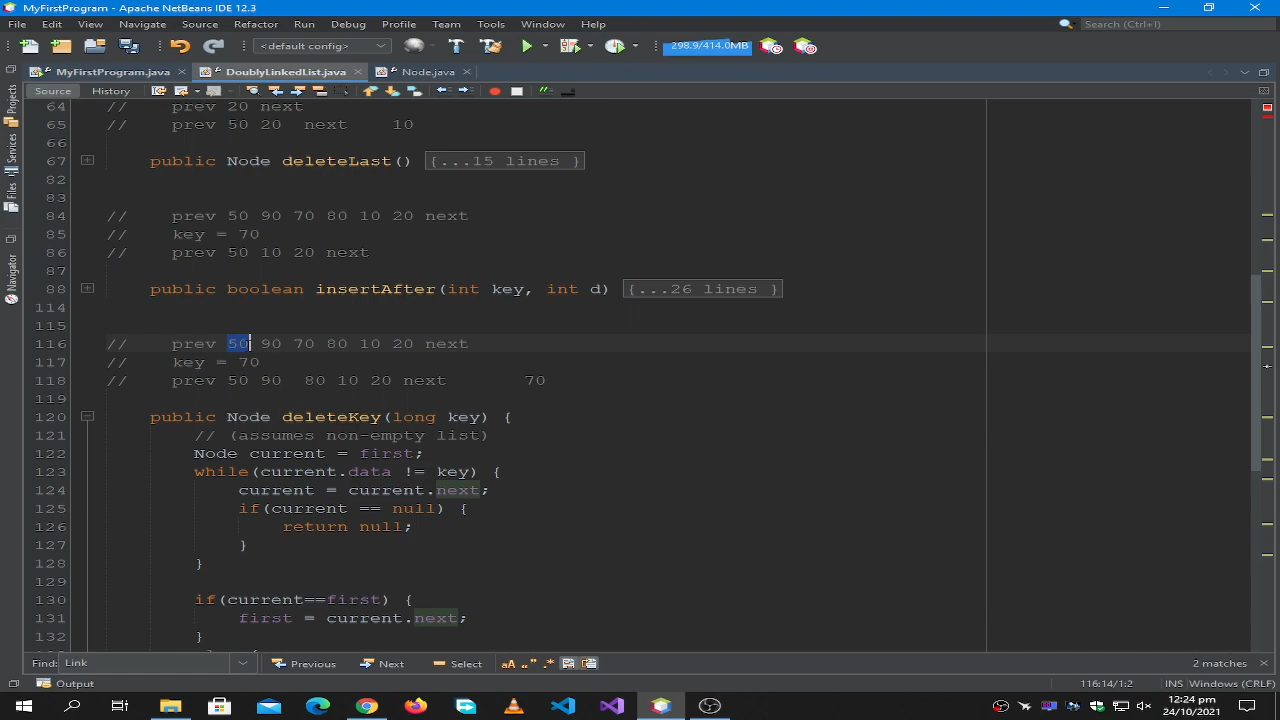 MyFirstProgram - Apache NetBeans IDE 12.3
File Edit View Navigate Source Refactor Run Debug Profile Team Tools Window Help
Search (Ctrl+I)
<default config>
298.9/414.0MB
MyFirstProgram.java DoublyLinkedList.java Node.java
Source History
Projects
Services
Files
Navigator
64 // prev 20 next
65 // prev 50 20 next 10
66
67 public Node deleteLast() {...15 lines }
82
83
84 // prev 50 90 70 80 10 20 next
85 // key = 70
86 // prev 50 10 20 next
87
88 public boolean insertAfter(int key, int d) {...26 lines }
114
115
116 // prev 50 90 70 80 10 20 next
117 // key = 70
118 // prev 50 90 80 10 20 next 70
119
120 public Node deleteKey(long key) {
121 // (assumes non-empty list)
122 Node current = first;
123 while(current.data != key) {
124 current = current.next;
125 if(current == null) {
126 return null;
127 }
128 }
129
130 if(current==first) {
131 first = current.next;
132 }
Find: Link Previous Next Select 2 matches
Output
116:14/1:2 INS Windows (CRLF)
12:24 pm
24/10/2021